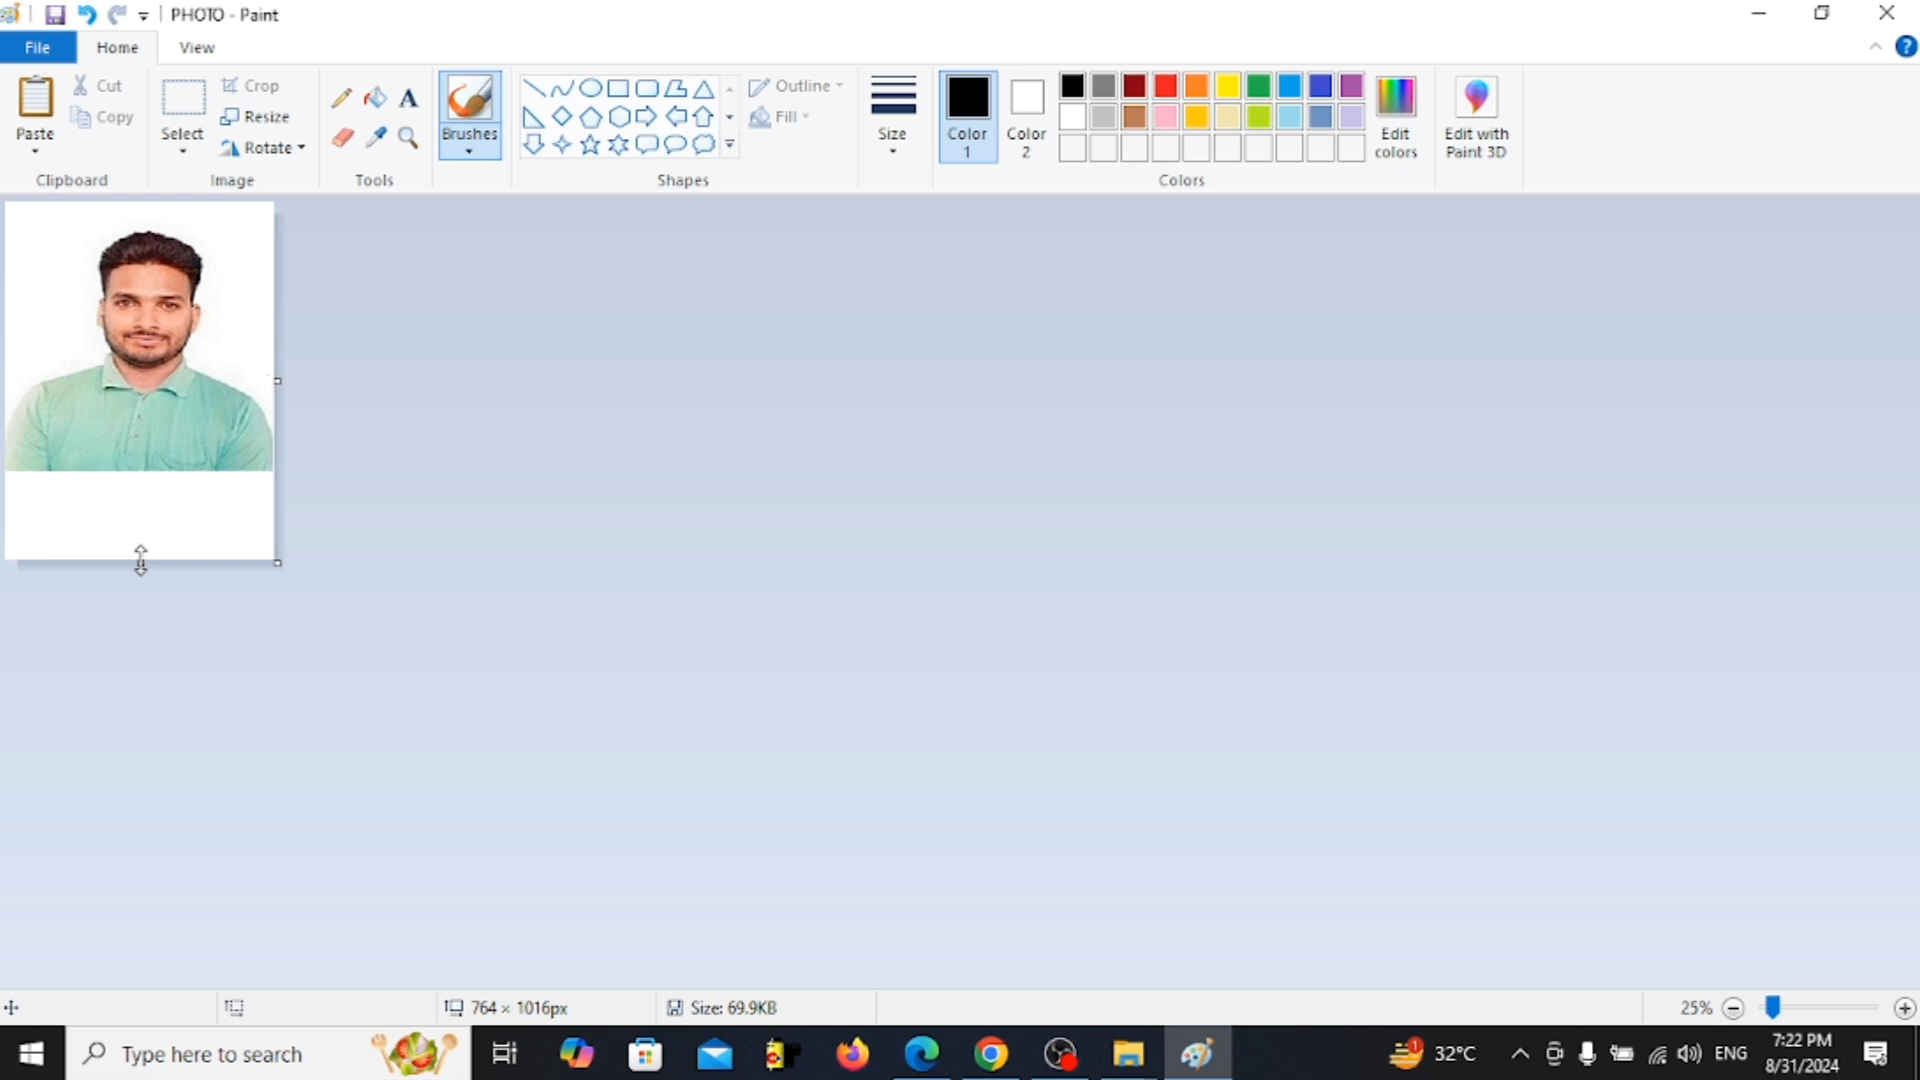 PHOTO - Paint
File Home View
Paste
Cut
Copy
Clipboard
Select
Crop
Resize
Rotate
Image
Tools
Brushes
Shapes
Outline
Fill
Size
Color 1
Color 2
Colors
Edit colors
Edit with Paint 3D
764 × 1016px
Size: 69.9KB
25%
Type here to search
1
32°C
ENG
7:22 PM
8/31/2024